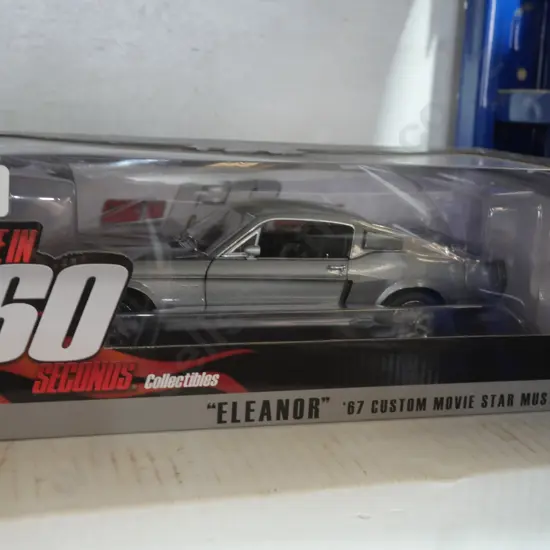 E IN
60
SECONDS Collectibles
"ELEANOR" '67 CUSTOM MOVIE STAR MUS